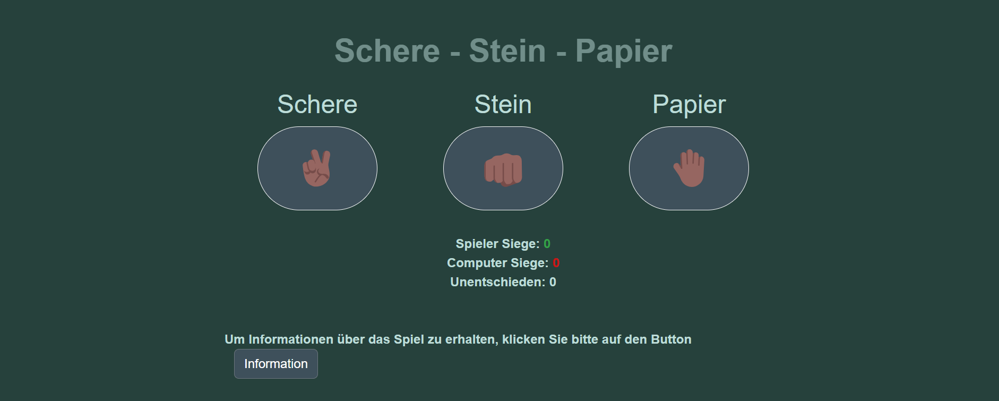 Schere - Stein - Papier
Schere
Stein
Papier
Spieler Siege: 0
Computer Siege: 0
Unentschieden: 0
Um Informationen über das Spiel zu erhalten, klicken Sie bitte auf den Button
Information